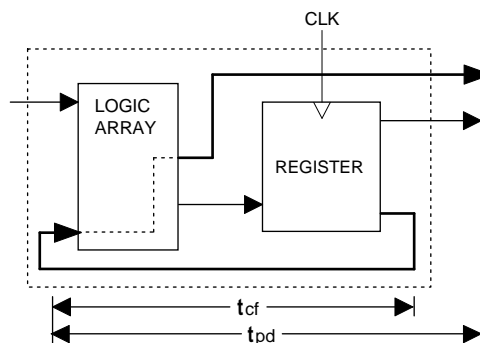 CLK
LOGIC
ARRAY
REGISTER
tcf
tpd